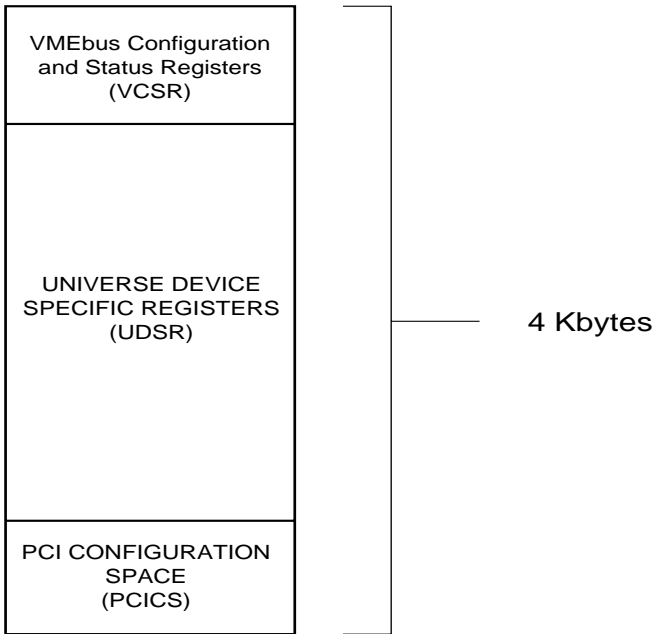 VMEbus Configuration
and Status Registers
(VCSR)
UNIVERSE DEVICE
SPECIFIC REGISTERS
(UDSR)
4 Kbytes
PCI CONFIGURATION
SPACE
(PCICS)